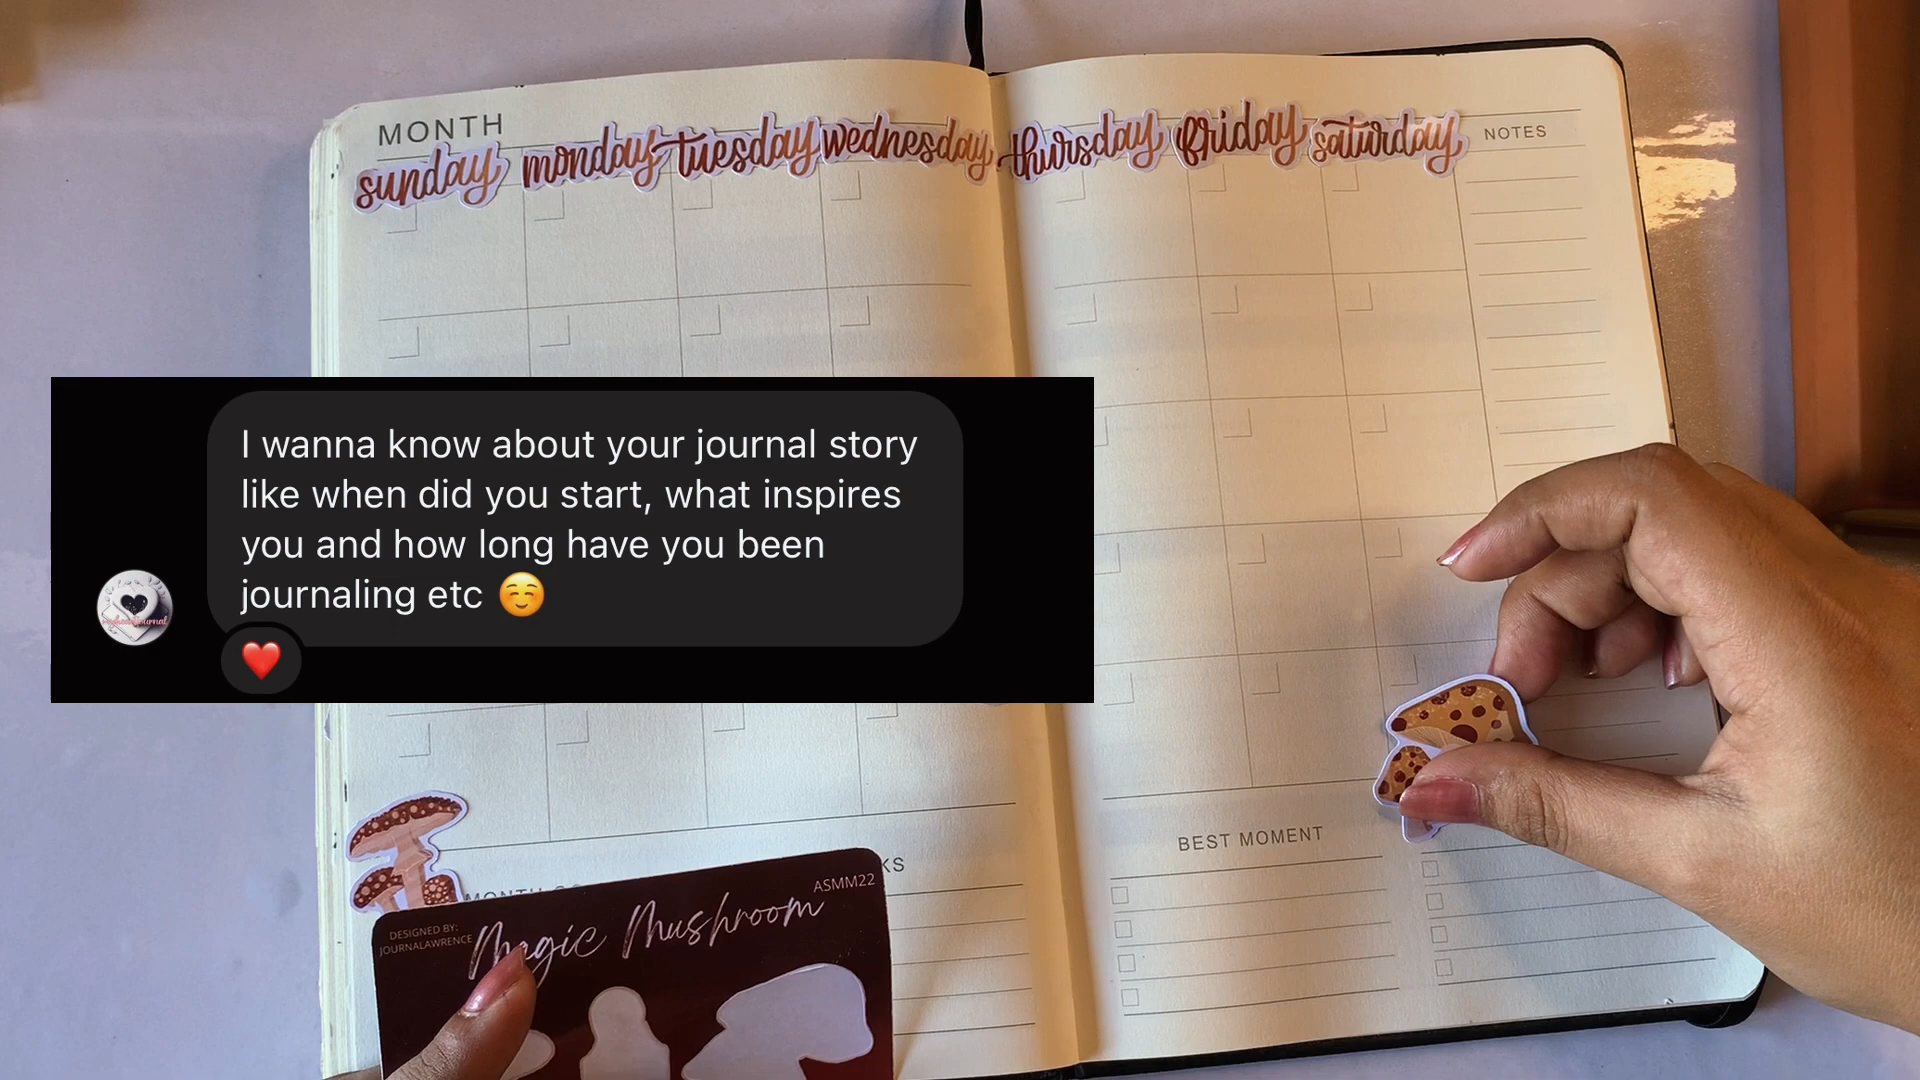 MONTH
sunday monday tuesday wednesday thursday friday saturday
NOTES
I wanna know about your journal story
like when did you start, what inspires
you and how long have you been
journaling etc ☺️
❤️
BEST MOMENT
KS
MONTH
ASMM22
DESIGNED BY:
JOURNALAWRENCE
Magic Mushroom